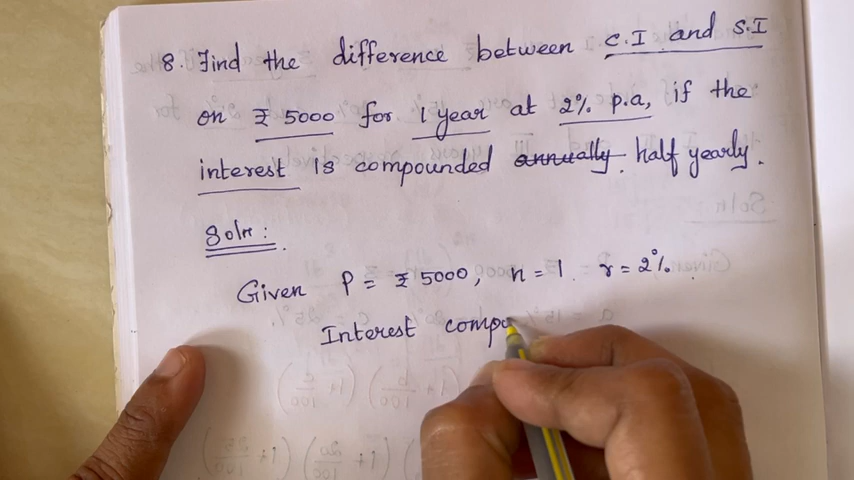 8. Find the difference between C.I and S.I
on ₹ 5000 for 1 year at 2% p.a, if the
interest is compounded annually. half yearly.
Soln:
Given P = ₹ 5000, n = 1. r = 2%.
Interest compo